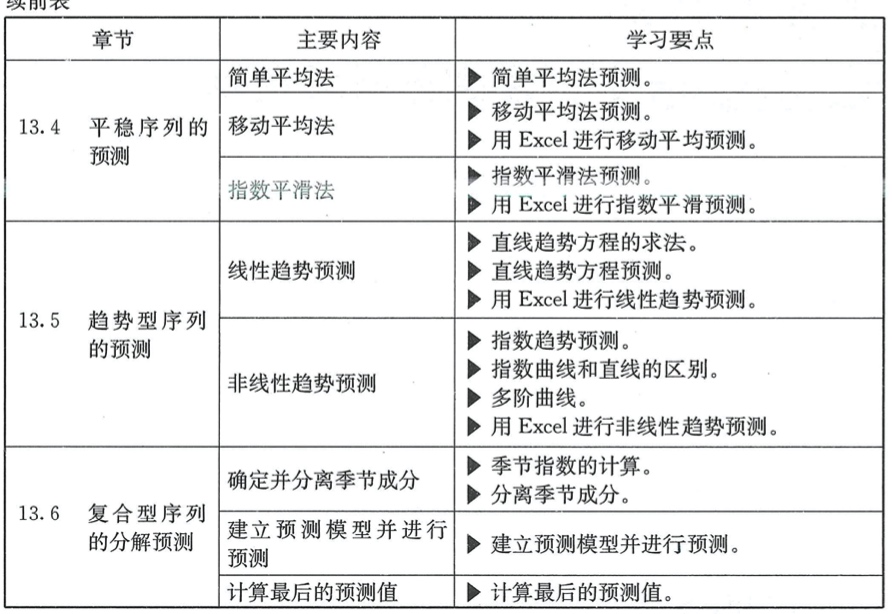 续前表
章节 主要内容 学习要点
13.4 平稳序列的
预测
简单平均法
▶ 简单平均法预测。
移动平均法
▶ 移动平均法预测。
▶ 用 Excel 进行移动平均预测。
指数平滑法
▶ 指数平滑法预测。
▶ 用 Excel 进行指数平滑预测。
13.5 趋势型序列
的预测
线性趋势预测
▶ 直线趋势方程的求法。
▶ 直线趋势方程预测。
▶ 用 Excel 进行线性趋势预测。
非线性趋势预测
▶ 指数趋势预测。
▶ 指数曲线和直线的区别。
▶ 多阶曲线。
▶ 用 Excel 进行非线性趋势预测。
13.6 复合型序列
的分解预测
确定并分离季节成分
▶ 季节指数的计算。
▶ 分离季节成分。
建立预测模型并进行
预测
▶ 建立预测模型并进行预测。
计算最后的预测值
▶ 计算最后的预测值。